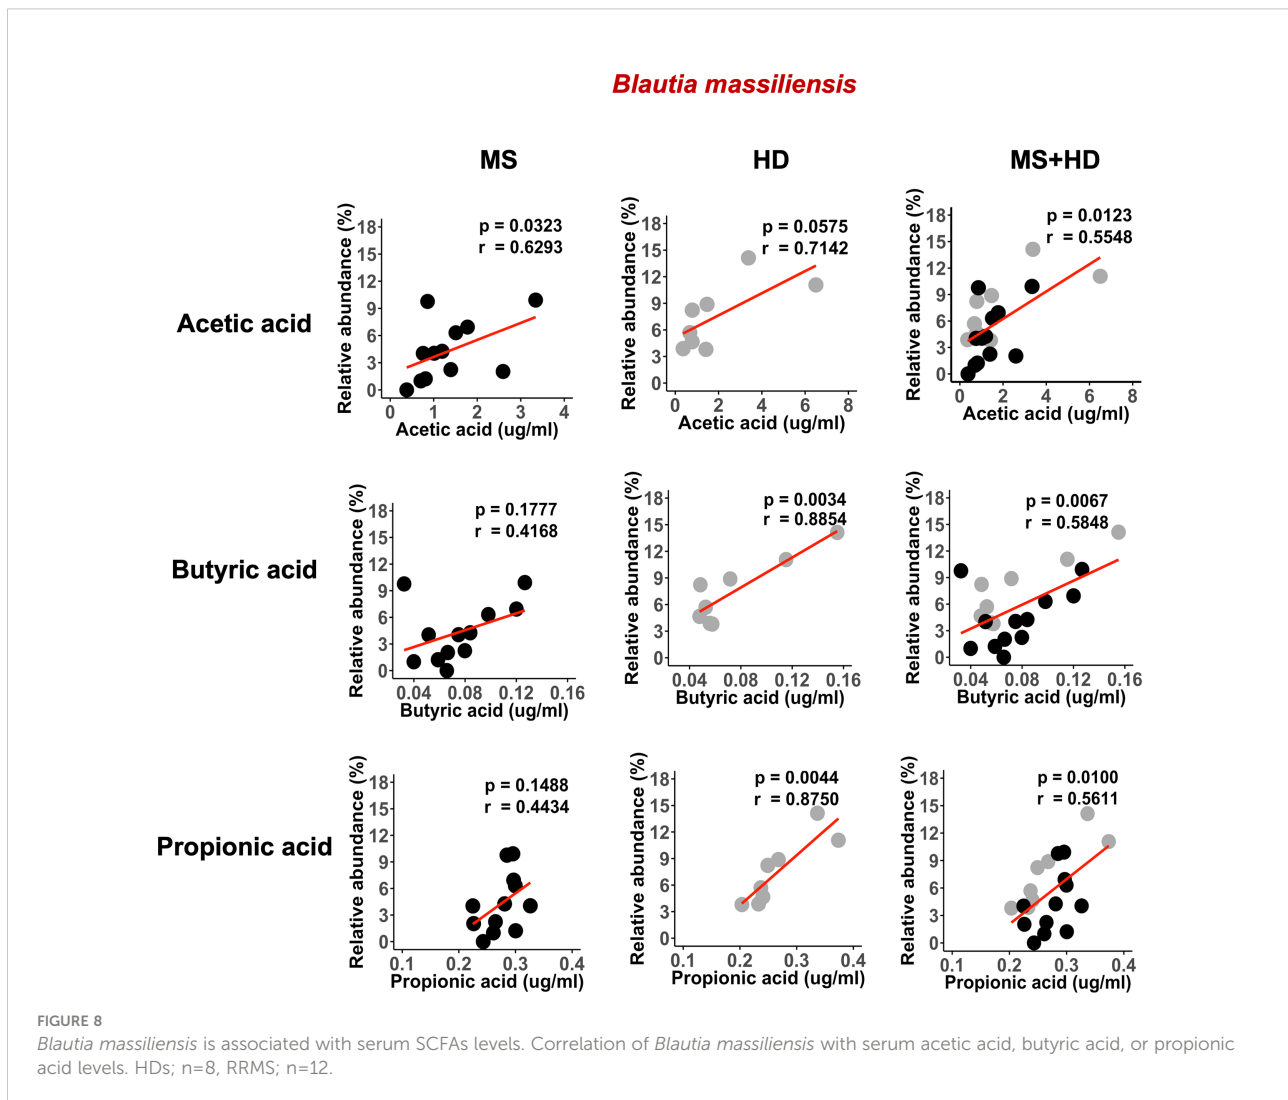 Blautia massiliensis
MS
HD
MS+HD
Acetic acid
Relative abundance (%)
18
15
12
9
6
3
0
p = 0.0323
r = 0.6293
0 1 2 3 4
Acetic acid (ug/ml)
Relative abundance (%)
18
15
12
9
6
3
0
p = 0.0575
r = 0.7142
0 2 4 6 8
Acetic acid (ug/ml)
Relative abundance (%)
18
15
12
9
6
3
0
p = 0.0123
r = 0.5548
0 2 4 6 8
Acetic acid (ug/ml)
Butyric acid
Relative abundance (%)
18
15
12
9
6
3
0
p = 0.1777
r = 0.4168
0.04 0.08 0.12 0.16
Butyric acid (ug/ml)
Relative abundance (%)
18
15
12
9
6
3
0
p = 0.0034
r = 0.8854
0.04 0.08 0.12 0.16
Butyric acid (ug/ml)
Relative abundance (%)
18
15
12
9
6
3
0
p = 0.0067
r = 0.5848
0.04 0.08 0.12 0.16
Butyric acid (ug/ml)
Propionic acid
Relative abundance (%)
18
15
12
9
6
3
0
p = 0.1488
r = 0.4434
0.1 0.2 0.3 0.4
Propionic acid (ug/ml)
Relative abundance (%)
18
15
12
9
6
3
0
p = 0.0044
r = 0.8750
0.1 0.2 0.3 0.4
Propionic acid (ug/ml)
Relative abundance (%)
18
15
12
9
6
3
0
p = 0.0100
r = 0.5611
0.1 0.2 0.3 0.4
Propionic acid (ug/ml)
FIGURE 8
Blautia massiliensis is associated with serum SCFAs levels. Correlation of Blautia massiliensis with serum acetic acid, butyric acid, or propionic
acid levels. HDs; n=8, RRMS; n=12.